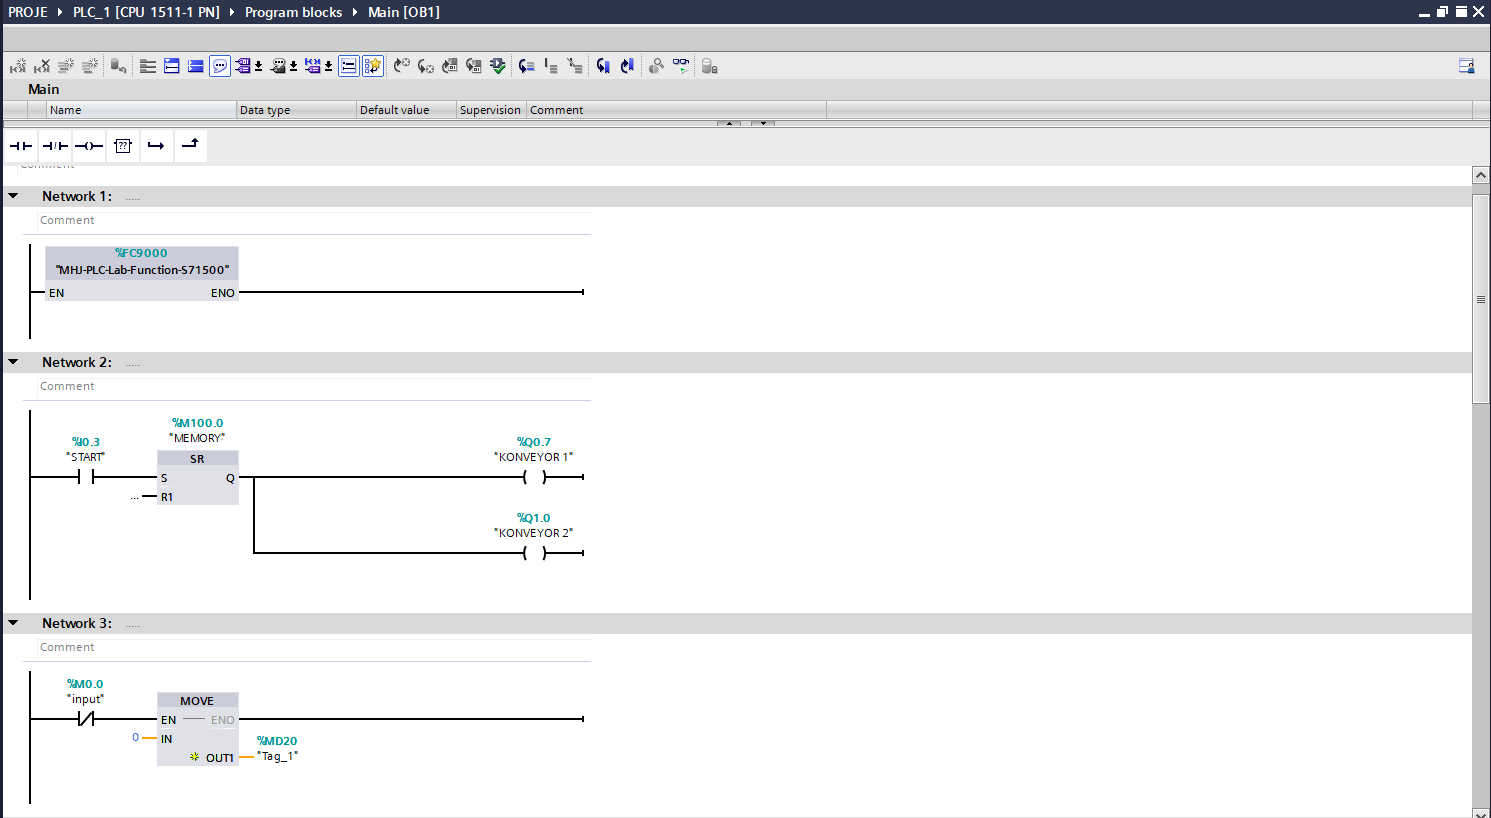 PROJE ▸ PLC_1 [CPU 1511-1 PN] ▸ Program blocks ▸ Main [OB1]
Main
Name Data type Default value Supervision Comment
??
Comment
Network 1: .....
Comment
%FC9000
"MHJ-PLC-Lab-Function-S71500"
EN ENO
Network 2: .....
Comment
%M100.0
"MEMORY"
%I0.3
"START"
%Q0.7
"KONVEYOR 1"
SR
S Q
... R1
%Q1.0
"KONVEYOR 2"
Network 3: .....
Comment
%M0.0
"input"
MOVE
EN ENO
0 IN
%MD20
OUT1 "Tag_1"